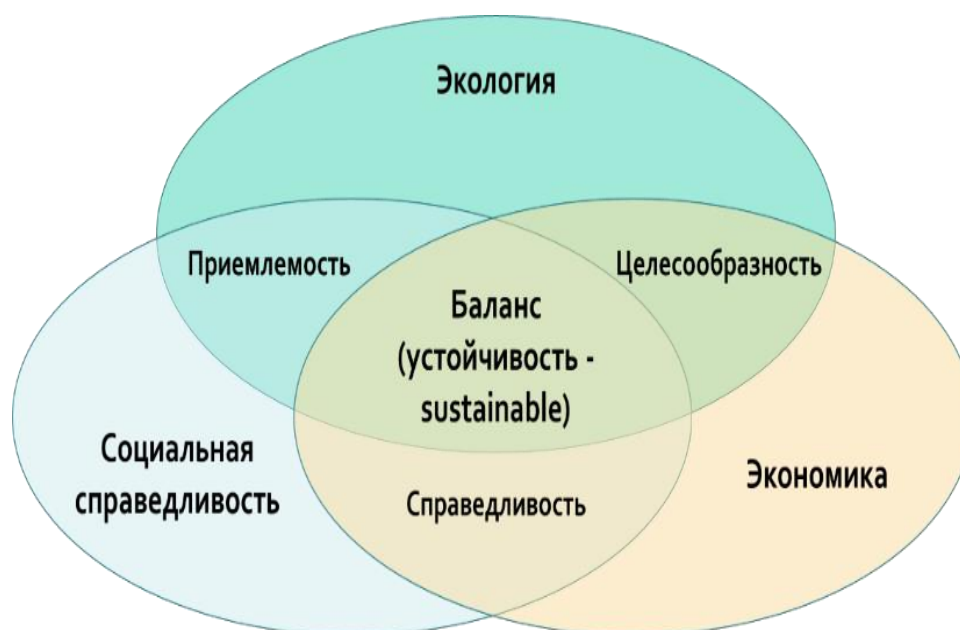 Экология
Приемлемость
Целесообразность
Баланс
(устойчивость -
sustainable)
Социальная
справедливость
Экономика
Справедливость